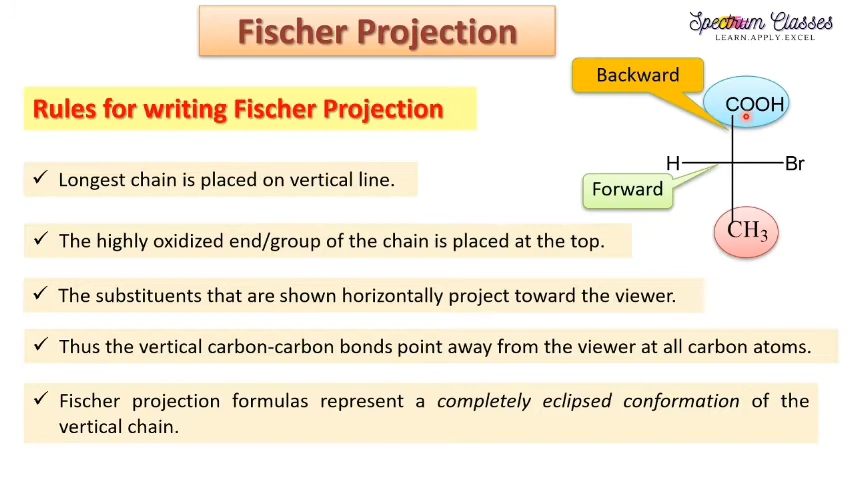 Fischer Projection
Spectrum Classes
LEARN.APPLY.EXCEL
Backward
COOH
Rules for writing Fischer Projection
H
Br
Forward
Longest chain is placed on vertical line.
CH3
The highly oxidized end/group of the chain is placed at the top.
The substituents that are shown horizontally project toward the viewer.
Thus the vertical carbon-carbon bonds point away from the viewer at all carbon atoms.
Fischer projection formulas represent a completely eclipsed conformation of the
vertical chain.